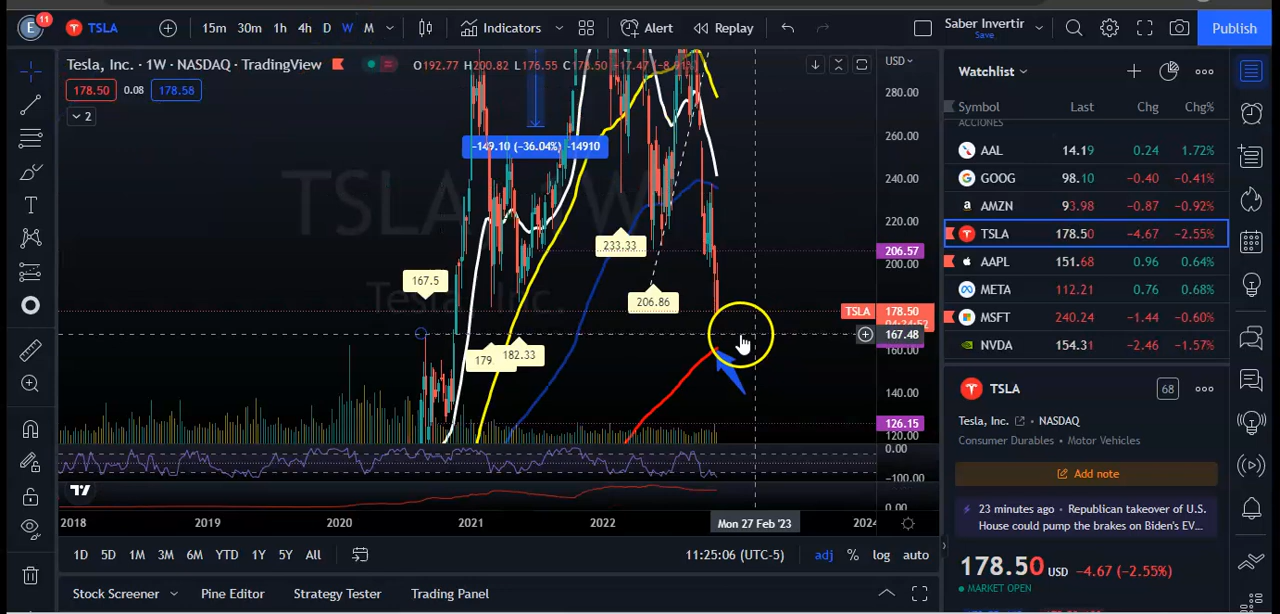 E 11 TSLA 15m 30m 1h 4h D W M Indicators Alert Replay Saber Invertir Save Publish
Tesla, Inc. · 1W · NASDAQ · TradingView O192.77 H200.82 L176.55 C178.50 −17.47
178.50 0.08 178.58
2
USD
280.00
260.00
240.00
220.00
206.57
200.00
TSLA 178.50
167.48
160.00
140.00
126.15
120.00
0.00
−100.00
0.00
−149.10 (−36.04%) −14910
233.33
167.5
206.86
179
182.33
TSLA 1W
Tesla, Inc.
2018 2019 2020 2021 2022 Mon 27 Feb '23 2024
1D 5D 1M 3M 6M YTD 1Y 5Y All 11:25:06 (UTC-5) adj % log auto
Stock Screener Pine Editor Strategy Tester Trading Panel
Watchlist
Symbol Last Chg Chg%
ACCIONES
AAL 14.19 0.24 1.72%
GOOG 98.10 −0.40 −0.41%
AMZN 93.98 −0.87 −0.92%
TSLA 178.50 −4.67 −2.55%
AAPL 151.68 0.96 0.64%
META 112.21 0.76 0.68%
MSFT 240.24 −1.44 −0.60%
NVDA 154.31 −2.46 −1.57%
TSLA 68
Tesla, Inc. · NASDAQ
Consumer Durables · Motor Vehicles
Add note
23 minutes ago · Republican takeover of U.S.
House could pump the brakes on Biden's EV...
178.50 USD −4.67 (−2.55%)
MARKET OPEN